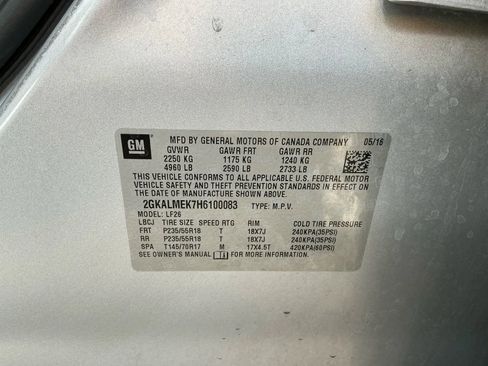 GM
MFD BY GENERAL MOTORS OF CANADA COMPANY 05/16
GVWR GAWR FRT GAWR RR
2250 KG 1175 KG 1240 KG
4960 LB 2590 LB 2733 LB
THIS VEHICLE CONFORMS TO ALL APPLICABLE U.S. FEDERAL MOTOR
VEHICLE SAFETY AND THEFT PREVENTION STANDARDS IN EFFECT ON
THE DATE OF MANUFACTURE SHOWN ABOVE.
2GKALMEK7H6100083 TYPE: M.P.V.
MODEL: LF26
LBCJ TIRE SIZE SPEED RTG RIM COLD TIRE PRESSURE
FRT P235/55R18 T 18X7J 240KPA(35PSI)
RR P235/55R18 T 18X7J 240KPA(35PSI)
SPA T145/70R17 M 17X4.5T 420KPA(60PSI)
SEE OWNER'S MANUAL FOR MORE INFORMATION.